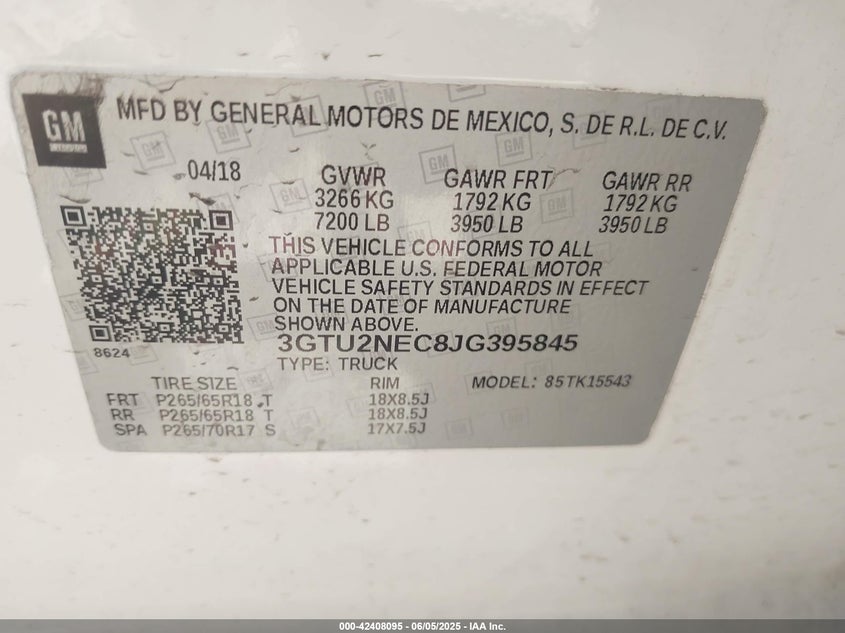 GM
MFD BY GENERAL MOTORS DE MEXICO, S. DE R.L. DE C.V.
04/18 GVWR GAWR FRT GAWR RR
3266 KG 1792 KG 1792 KG
7200 LB 3950 LB 3950 LB
THIS VEHICLE CONFORMS TO ALL
APPLICABLE U.S. FEDERAL MOTOR
VEHICLE SAFETY STANDARDS IN EFFECT
ON THE DATE OF MANUFACTURE
SHOWN ABOVE.
8624
3GTU2NEC8JG395845
TYPE: TRUCK
TIRE SIZE RIM MODEL: 85TK15543
FRT P265/65R18 T 18X8.5J
RR P265/65R18 T 18X8.5J
SPA P265/70R17 S 17X7.5J
000-42408095 - 06/05/2025 - IAA Inc.